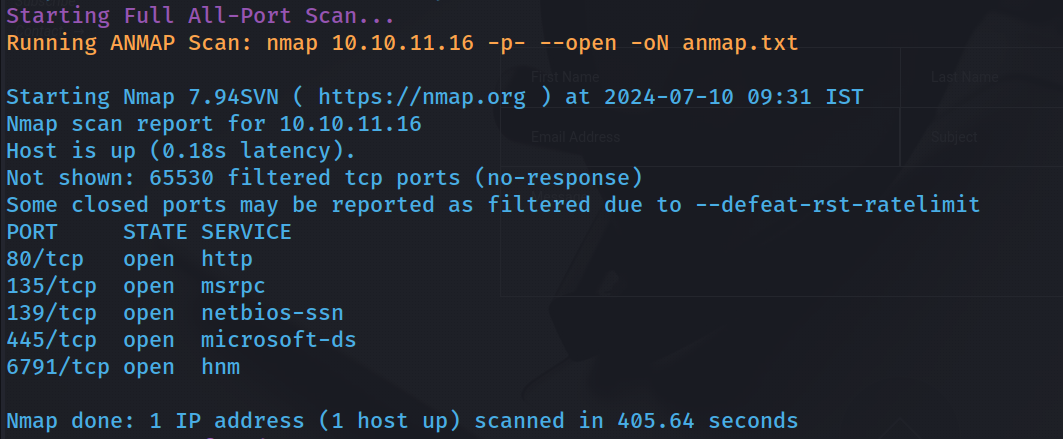 Starting Full All-Port Scan...
Running ANMAP Scan: nmap 10.10.11.16 -p- --open -oN anmap.txt
First Name
Last Name
Starting Nmap 7.94SVN ( https://nmap.org ) at 2024-07-10 09:31 IST
Nmap scan report for 10.10.11.16
Email Address
Subject
Host is up (0.18s latency).
Not shown: 65530 filtered tcp ports (no-response)
Some closed ports may be reported as filtered due to --defeat-rst-ratelimit
PORT     STATE SERVICE
80/tcp   open  http
135/tcp  open  msrpc
139/tcp  open  netbios-ssn
445/tcp  open  microsoft-ds
6791/tcp open  hnm
Nmap done: 1 IP address (1 host up) scanned in 405.64 seconds